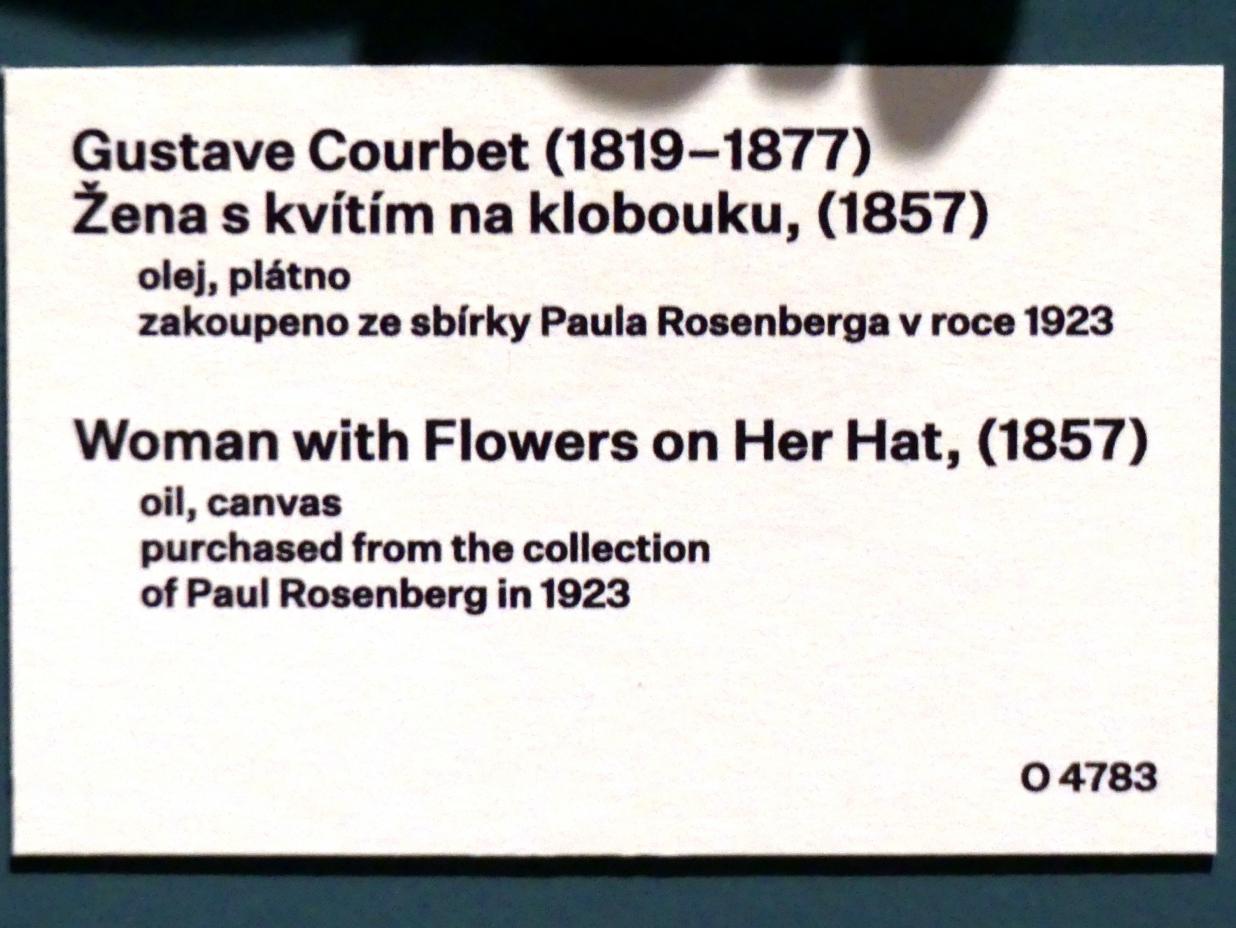 Gustave Courbet (1819–1877)
Žena s kvítím na klobouku, (1857)
olej, plátno
zakoupeno ze sbírky Paula Rosenberga v roce 1923
Woman with Flowers on Her Hat, (1857)
oil, canvas
purchased from the collection
of Paul Rosenberg in 1923
O 4783